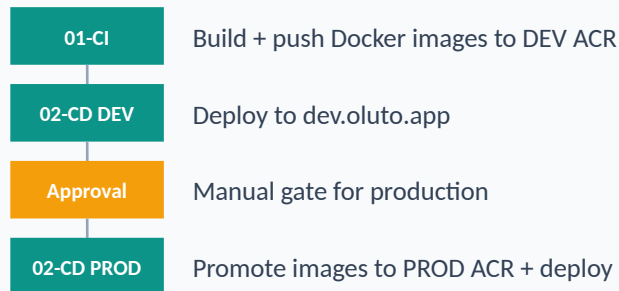 01-CI Build + push Docker images to DEV ACR
02-CD DEV Deploy to dev.oluto.app
Approval Manual gate for production
02-CD PROD Promote images to PROD ACR + deploy